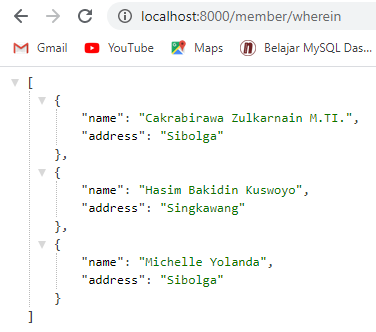 localhost:8000/member/wherein
Gmail YouTube Maps Belajar MySQL Das...
[
{
"name": "Cakrabirawa Zulkarnain M.TI.",
"address": "Sibolga"
},
{
"name": "Hasim Bakidin Kuswoyo",
"address": "Singkawang"
},
{
"name": "Michelle Yolanda",
"address": "Sibolga"
}
]